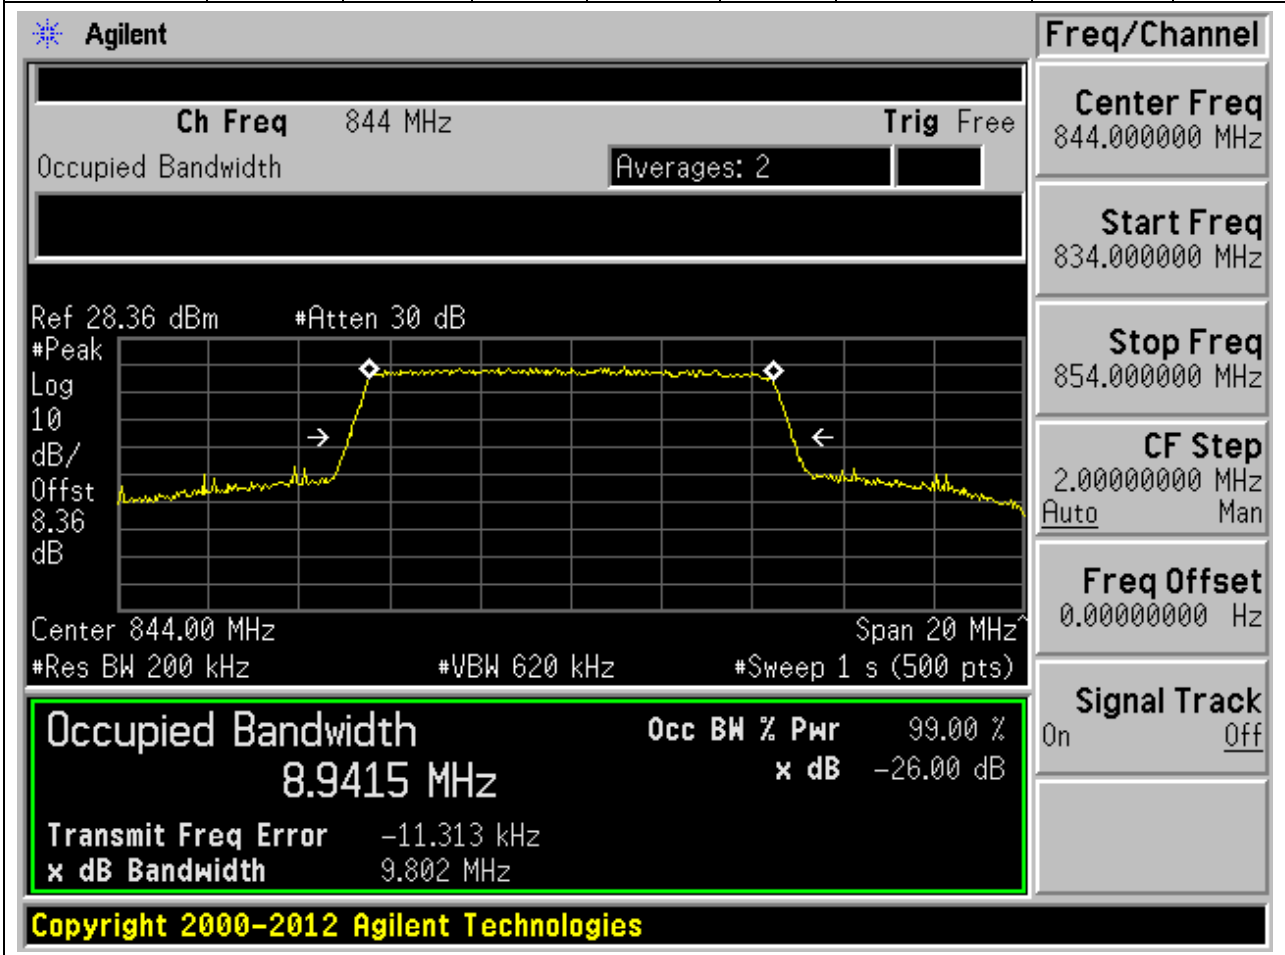 Agilent
Freq/Channel
Ch Freq 844 MHz Trig Free
Occupied Bandwidth Averages: 2
Center Freq
844.000000 MHz
Start Freq
834.000000 MHz
Stop Freq
854.000000 MHz
CF Step
2.00000000 MHz
Auto Man
Freq Offset
0.00000000 Hz
Signal Track
On Off
Ref 28.36 dBm #Atten 30 dB
#Peak
Log
10
dB/
Offst
8.36
dB
Center 844.00 MHz Span 20 MHz^
#Res BW 200 kHz #VBW 620 kHz #Sweep 1 s (500 pts)
Occupied Bandwidth Occ BW % Pwr 99.00 %
8.9415 MHz x dB -26.00 dB
Transmit Freq Error -11.313 kHz
x dB Bandwidth 9.802 MHz
Copyright 2000-2012 Agilent Technologies